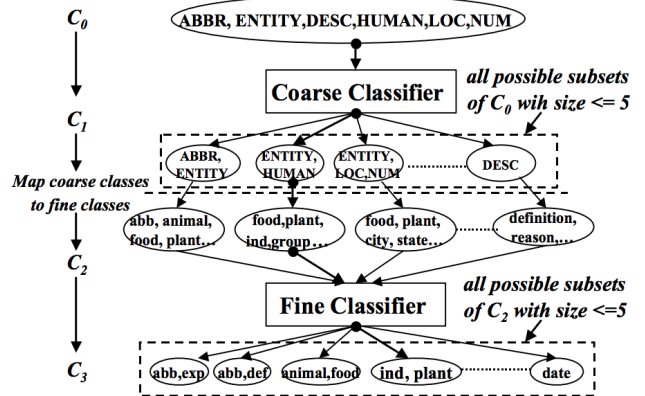 C0
ABBR, ENTITY,DESC,HUMAN,LOC,NUM
Coarse Classifier
all possible subsets
of C0 wih size <= 5
C1
ABBR,
ENTITY
ENTITY,
HUMAN
ENTITY,
LOC,NUM
DESC
Map coarse classes
to fine classes
abb, animal,
food, plant...
food,plant,
ind,group...
food, plant,
city, state...
definition,
reason,...
C2
Fine Classifier
all possible subsets
of C2 with size <=5
C3
abb,exp
abb,def
animal,food
ind, plant
date